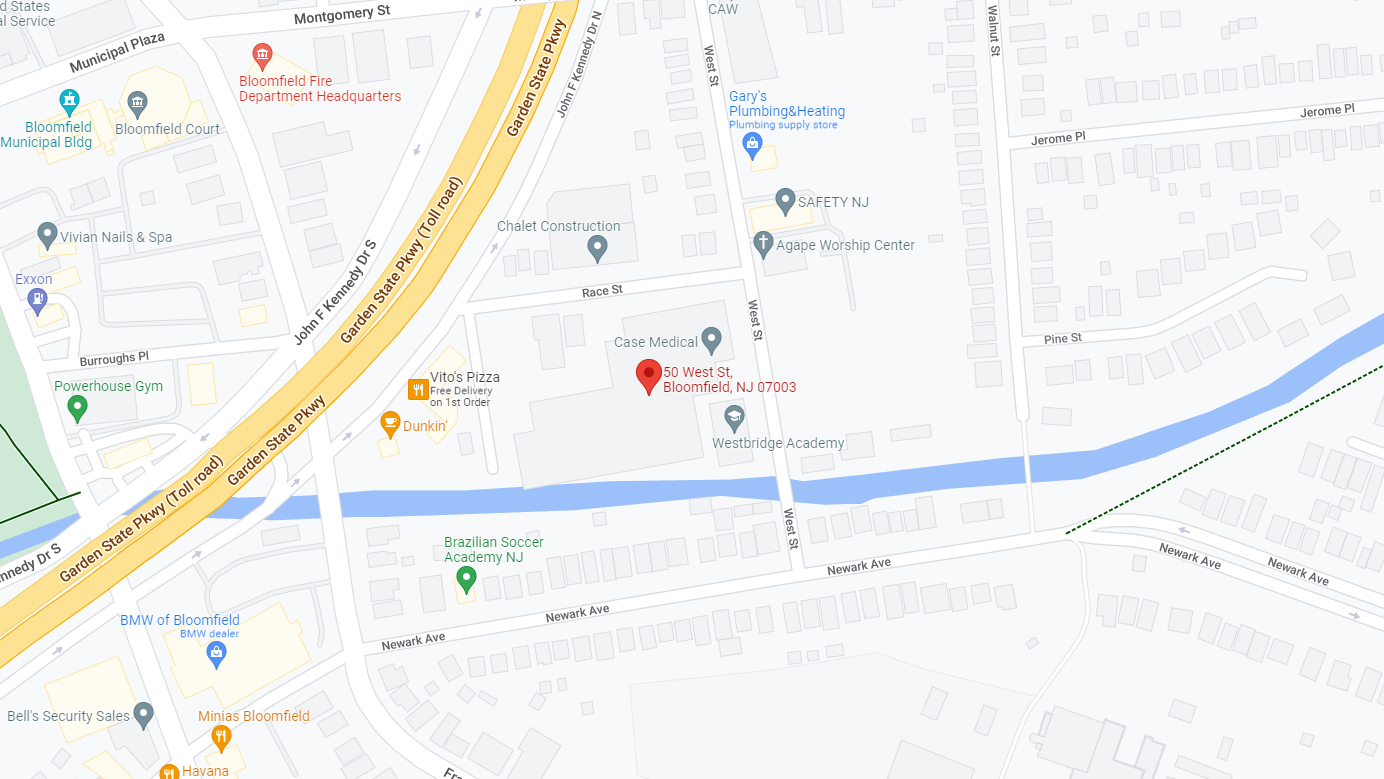 d States
al Service
Montgomery St
CAW
Municipal Plaza
Garden State Pkwy
John F Kennedy Dr N
West St
Walnut St
Bloomfield Fire
Department Headquarters
Gary's
Plumbing&Heating
Plumbing supply store
Bloomfield
Municipal Bldg
Bloomfield Court
Jerome Pl
Jerome Pl
Vivian Nails & Spa
Garden State Pkwy (Toll road)
SAFETY NJ
Chalet Construction
Agape Worship Center
Exxon
John F Kennedy Dr S
Race St
West St
Burroughs Pl
Case Medical
Pine St
Powerhouse Gym
Vito's Pizza
Free Delivery
on 1st Order
50 West St,
Bloomfield, NJ 07003
Dunkin'
Westbridge Academy
Garden State Pkwy
Garden State Pkwy (Toll road)
nnedy Dr S
West St
Brazilian Soccer
Academy NJ
Newark Ave
Newark Ave
Newark Ave
Newark Ave
Newark Ave
BMW of Bloomfield
BMW dealer
Bell's Security Sales
Minias Bloomfield
Havana
Fra